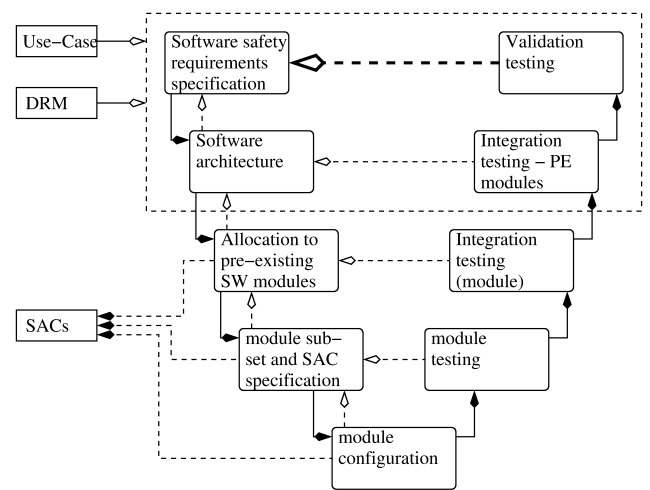 Use−Case
DRM
Software safety
requirements
specification
Validation
testing
Software
architecture
Integration
testing − PE
modules
Allocation to
pre−existing
SW modules
Integration
testing
(module)
SACs
module sub−
set and SAC
specification
module
testing
module
configuration